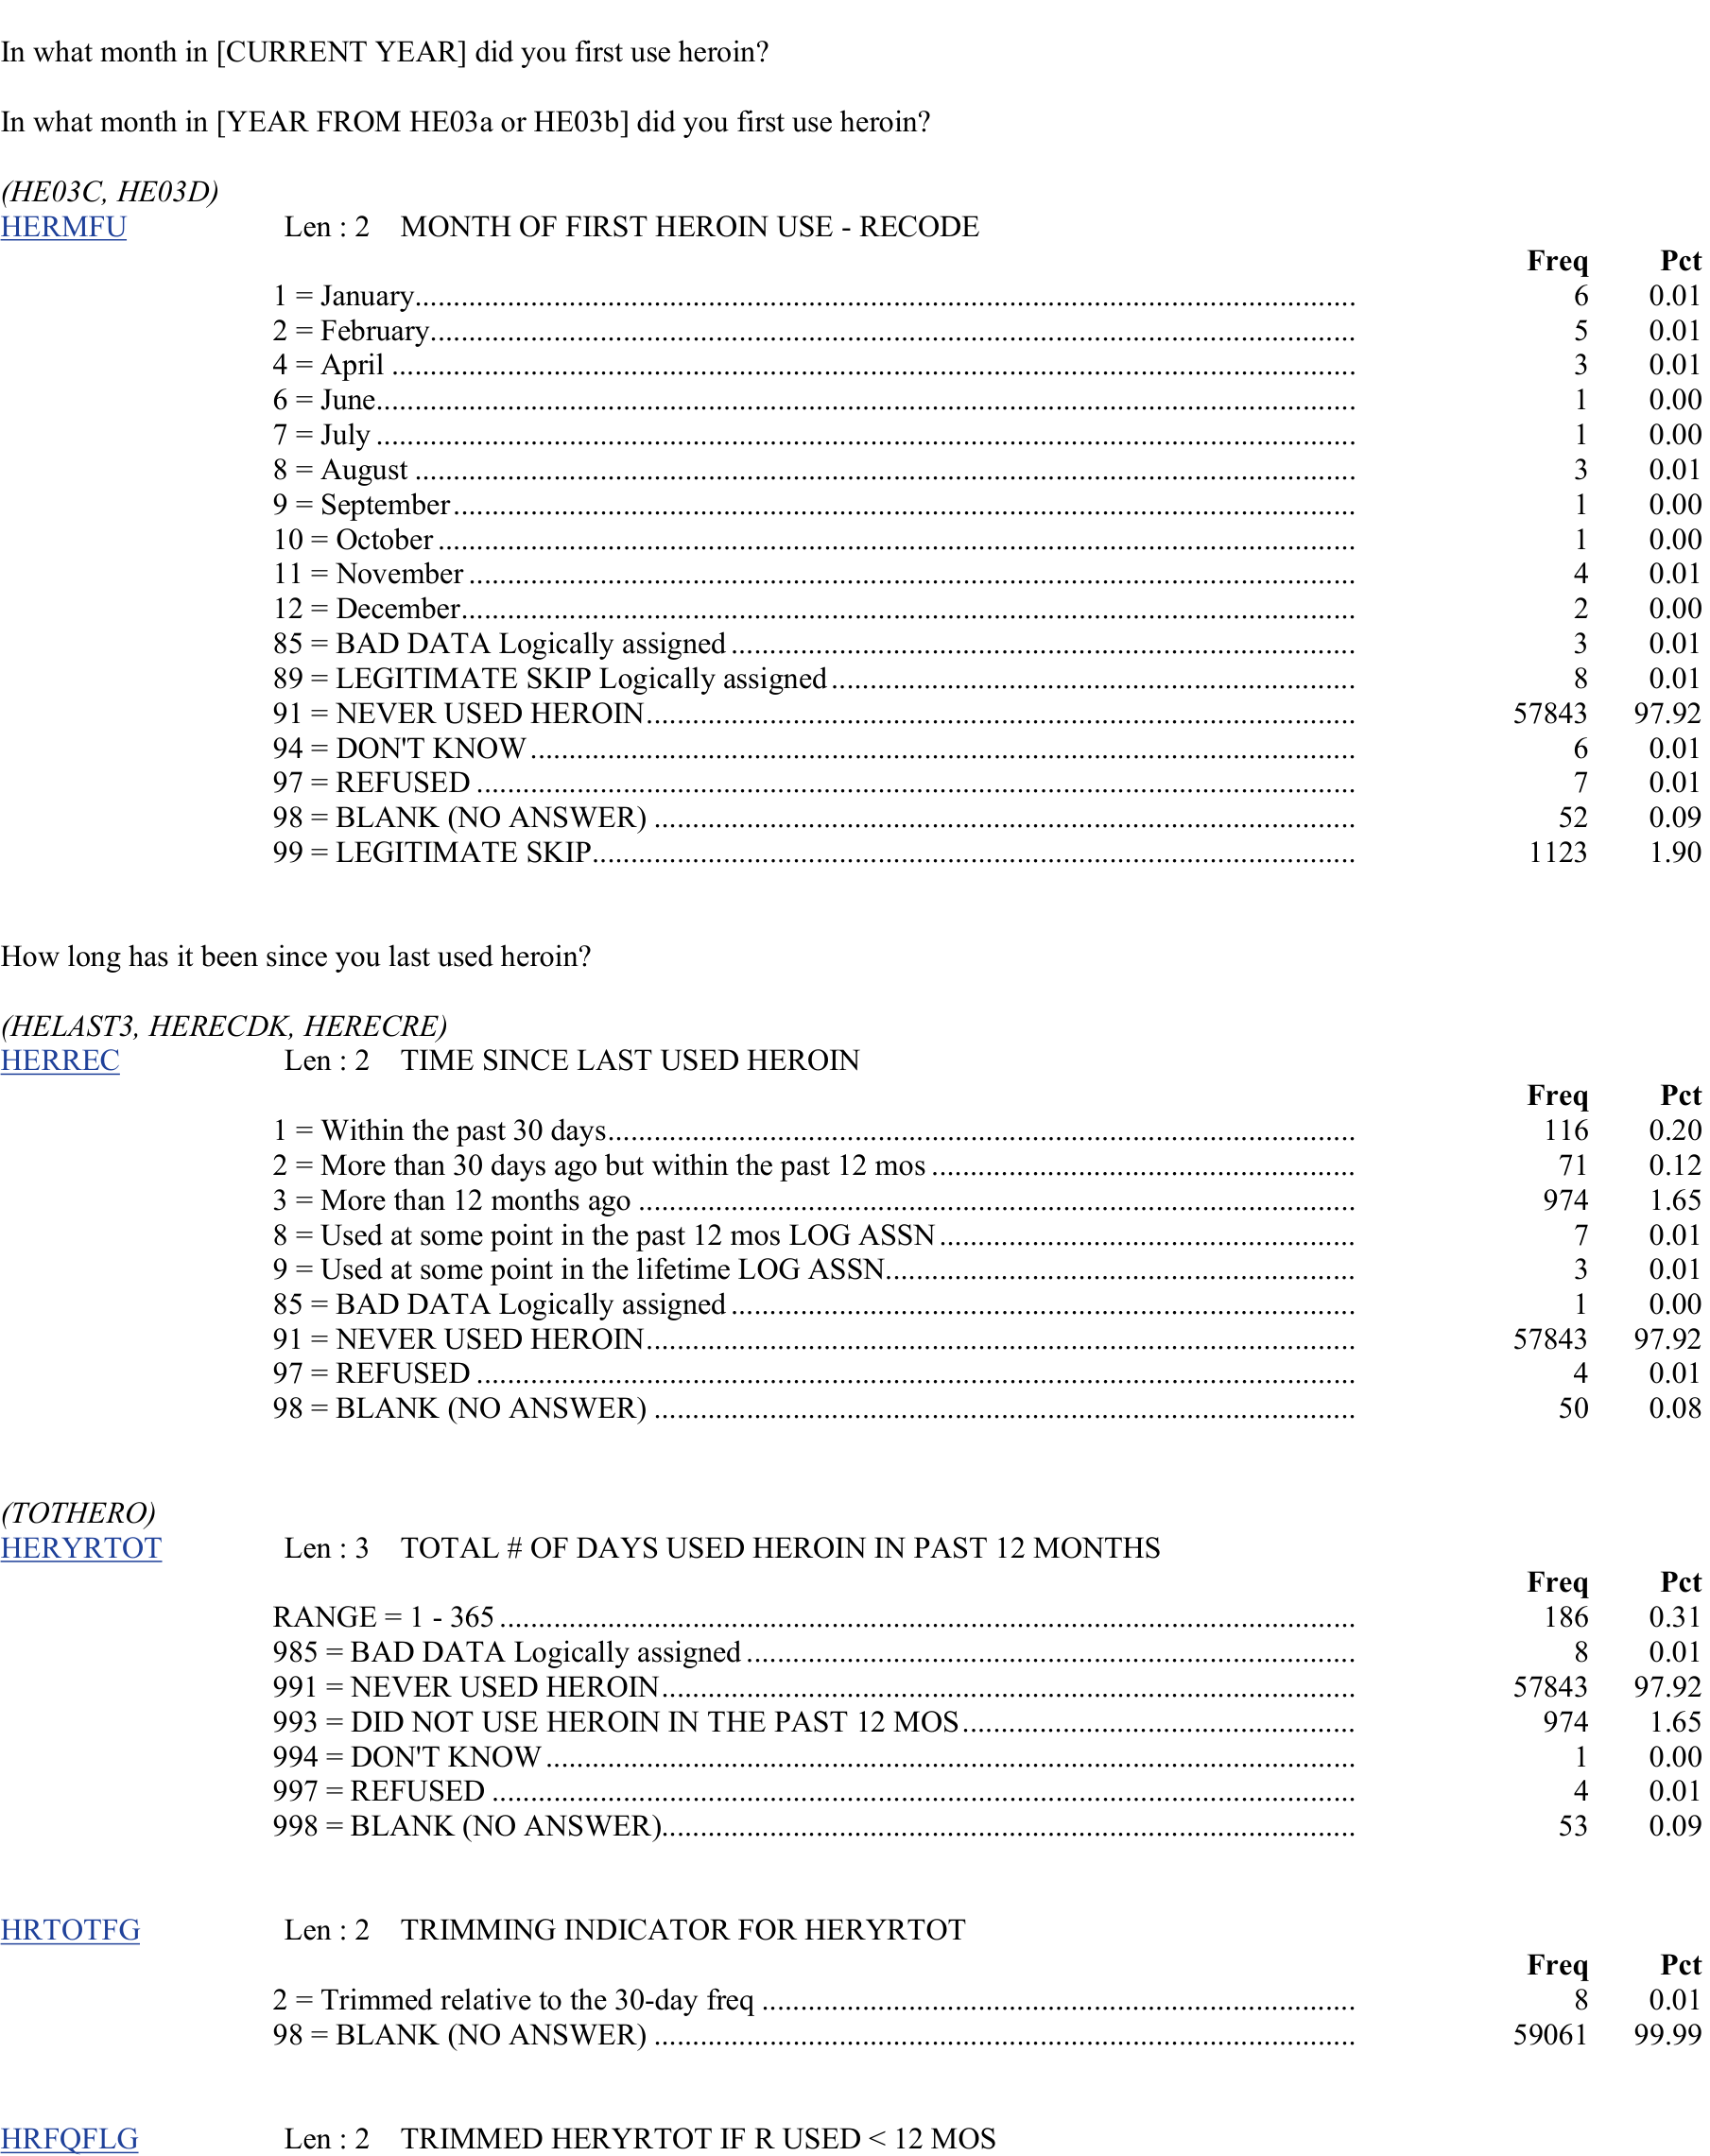 In what month in [CURRENT YEAR] did you first use heroin?
In what month in [YEAR FROM HE03a or HE03b] did you first use heroin?
(HE03C, HE03D)
HERMFU Len : 2 MONTH OF FIRST HEROIN USE - RECODE
Freq Pct
1 = January 6 0.01
2 = February 5 0.01
4 = April 3 0.01
6 = June 1 0.00
7 = July 1 0.00
8 = August 3 0.01
9 = September 1 0.00
10 = October 1 0.00
11 = November 4 0.01
12 = December 2 0.00
85 = BAD DATA Logically assigned 3 0.01
89 = LEGITIMATE SKIP Logically assigned 8 0.01
91 = NEVER USED HEROIN 57843 97.92
94 = DON'T KNOW 6 0.01
97 = REFUSED 7 0.01
98 = BLANK (NO ANSWER) 52 0.09
99 = LEGITIMATE SKIP 1123 1.90
How long has it been since you last used heroin?
(HELAST3, HERECDK, HERECRE)
HERREC Len : 2 TIME SINCE LAST USED HEROIN
Freq Pct
1 = Within the past 30 days 116 0.20
2 = More than 30 days ago but within the past 12 mos 71 0.12
3 = More than 12 months ago 974 1.65
8 = Used at some point in the past 12 mos LOG ASSN 7 0.01
9 = Used at some point in the lifetime LOG ASSN 3 0.01
85 = BAD DATA Logically assigned 1 0.00
91 = NEVER USED HEROIN 57843 97.92
97 = REFUSED 4 0.01
98 = BLANK (NO ANSWER) 50 0.08
(TOTHERO)
HERYRTOT Len : 3 TOTAL # OF DAYS USED HEROIN IN PAST 12 MONTHS
Freq Pct
RANGE = 1 - 365 186 0.31
985 = BAD DATA Logically assigned 8 0.01
991 = NEVER USED HEROIN 57843 97.92
993 = DID NOT USE HEROIN IN THE PAST 12 MOS 974 1.65
994 = DON'T KNOW 1 0.00
997 = REFUSED 4 0.01
998 = BLANK (NO ANSWER) 53 0.09
HRTOTFG Len : 2 TRIMMING INDICATOR FOR HERYRTOT
Freq Pct
2 = Trimmed relative to the 30-day freq 8 0.01
98 = BLANK (NO ANSWER) 59061 99.99
HRFQFLG Len : 2 TRIMMED HERYRTOT IF R USED < 12 MOS